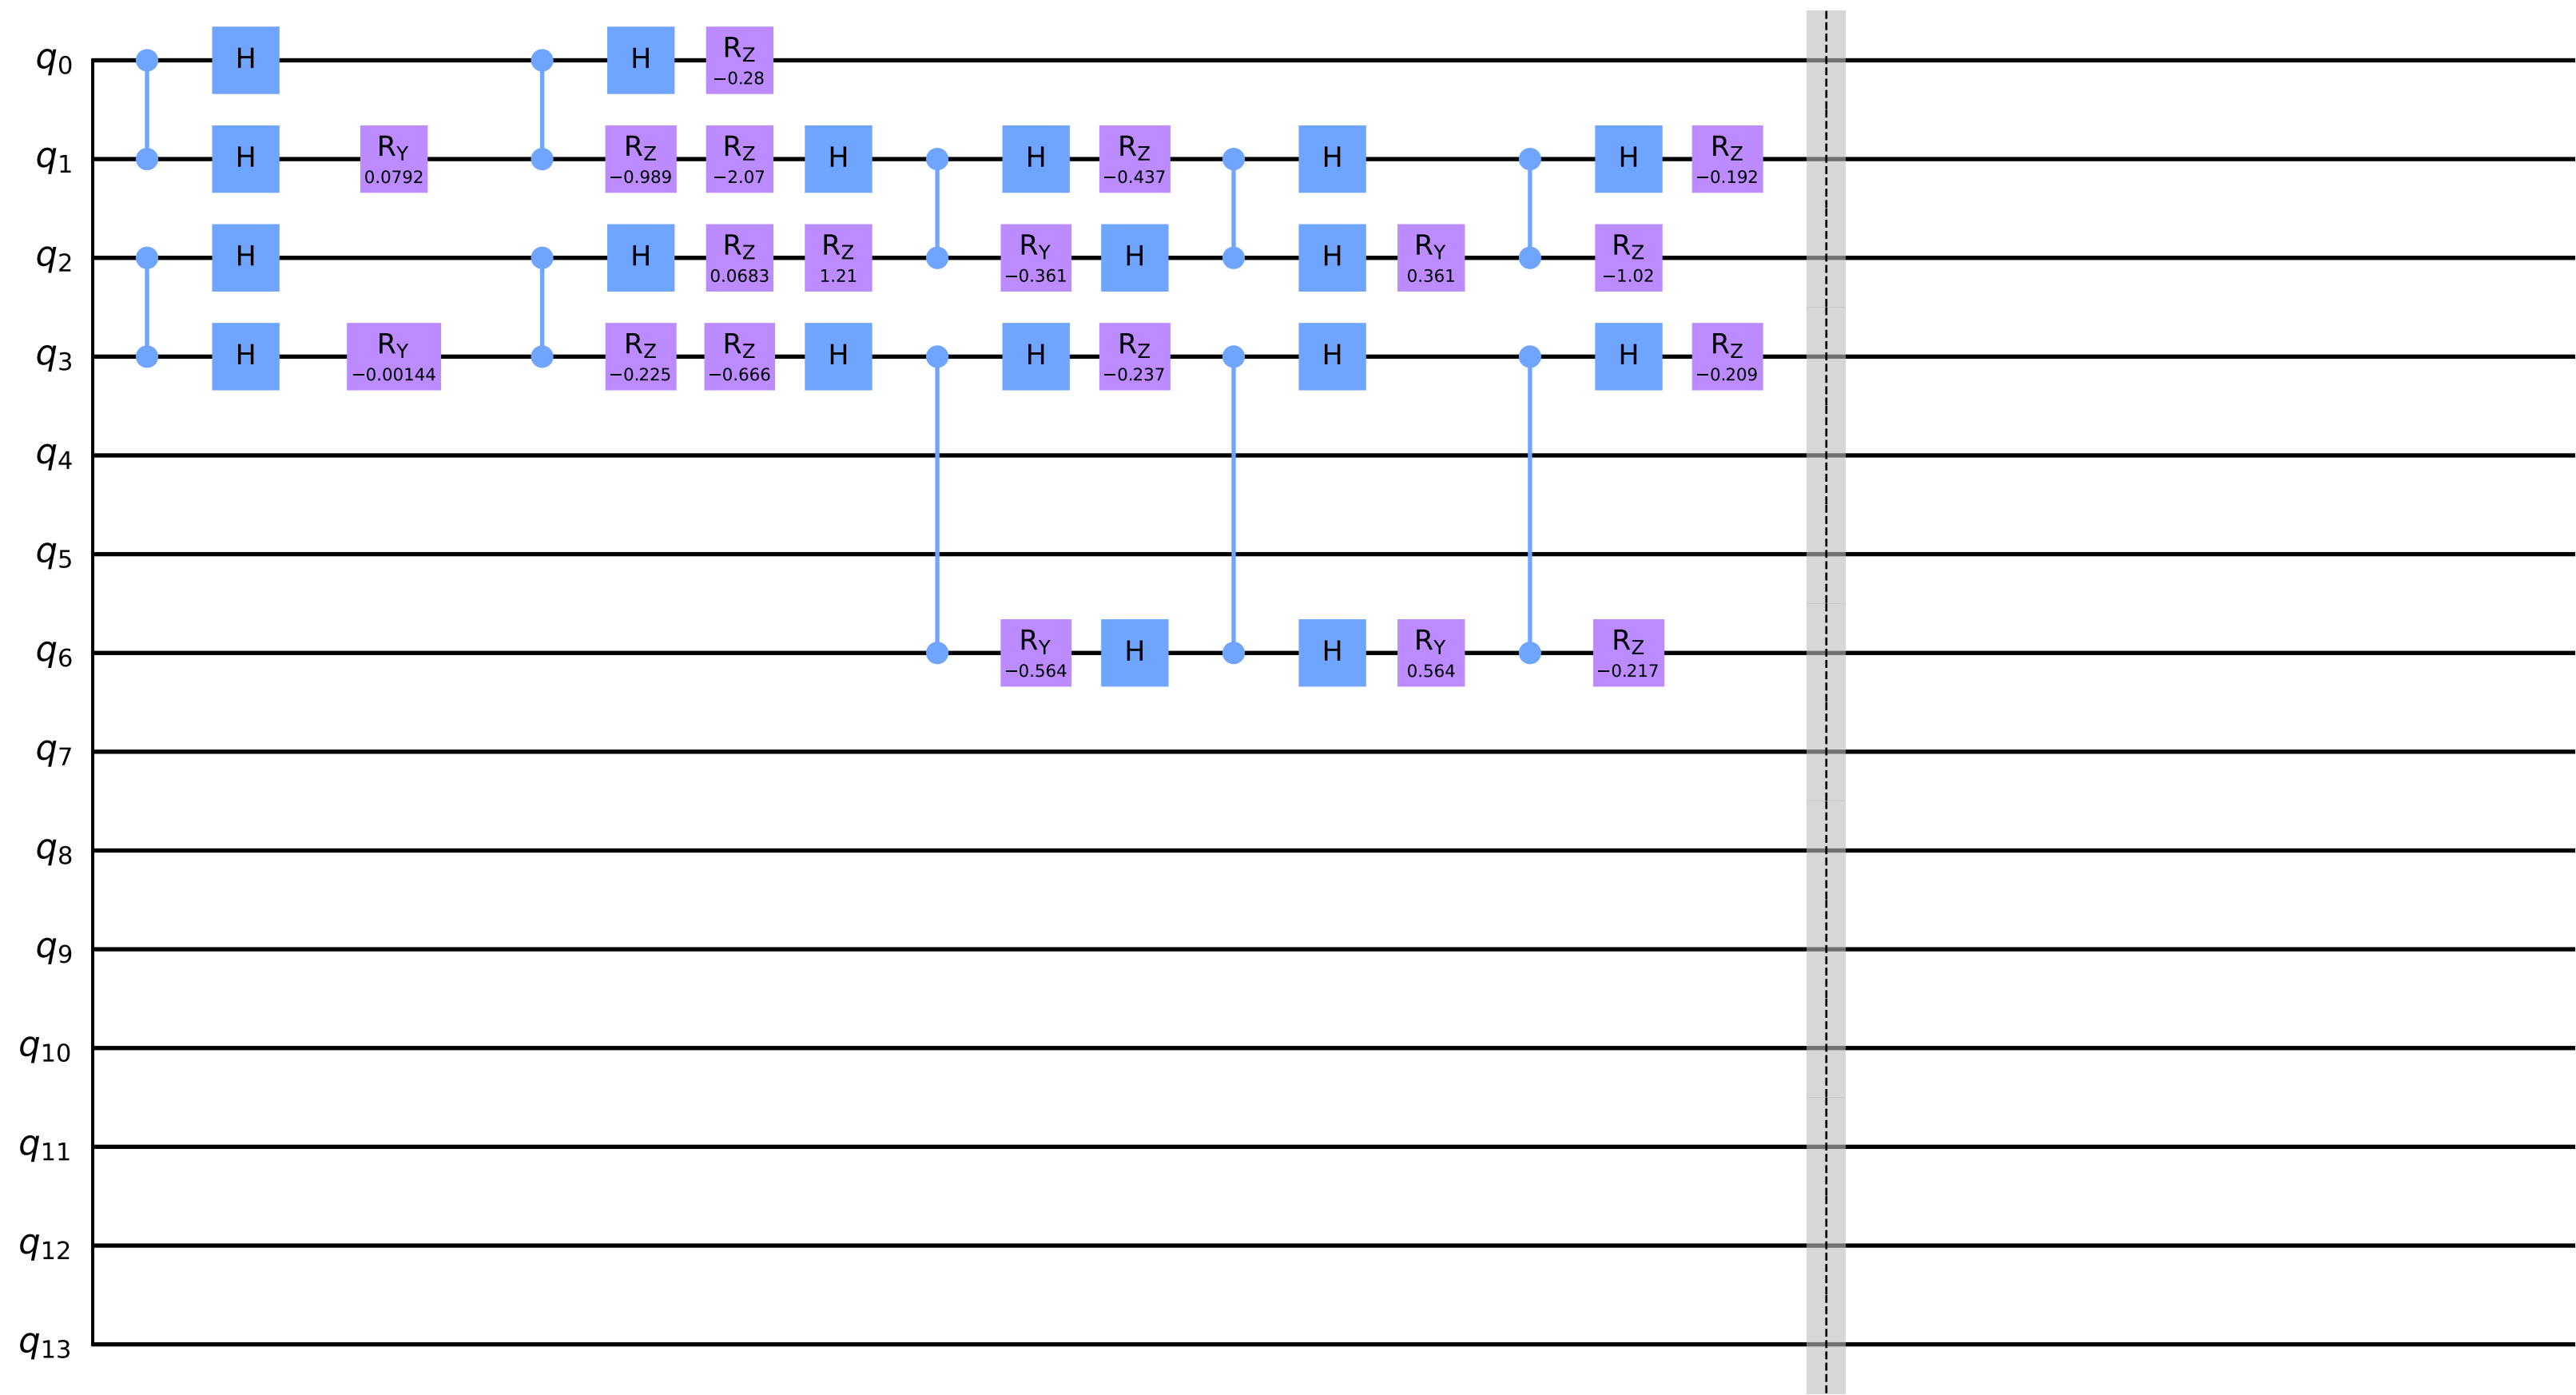 q0 H H RZ −0.28
q1 H RY 0.0792 RZ −0.989 RZ −2.07 H H RZ −0.437 H H RZ −0.192
q2 H H RZ 0.0683 RZ 1.21 RY −0.361 H H RY 0.361 RZ −1.02
q3 H RY −0.00144 RZ −0.225 RZ −0.666 H H RZ −0.237 H H RZ −0.209
q4
q5
q6 RY −0.564 H H RY 0.564 RZ −0.217
q7
q8
q9
q10
q11
q12
q13